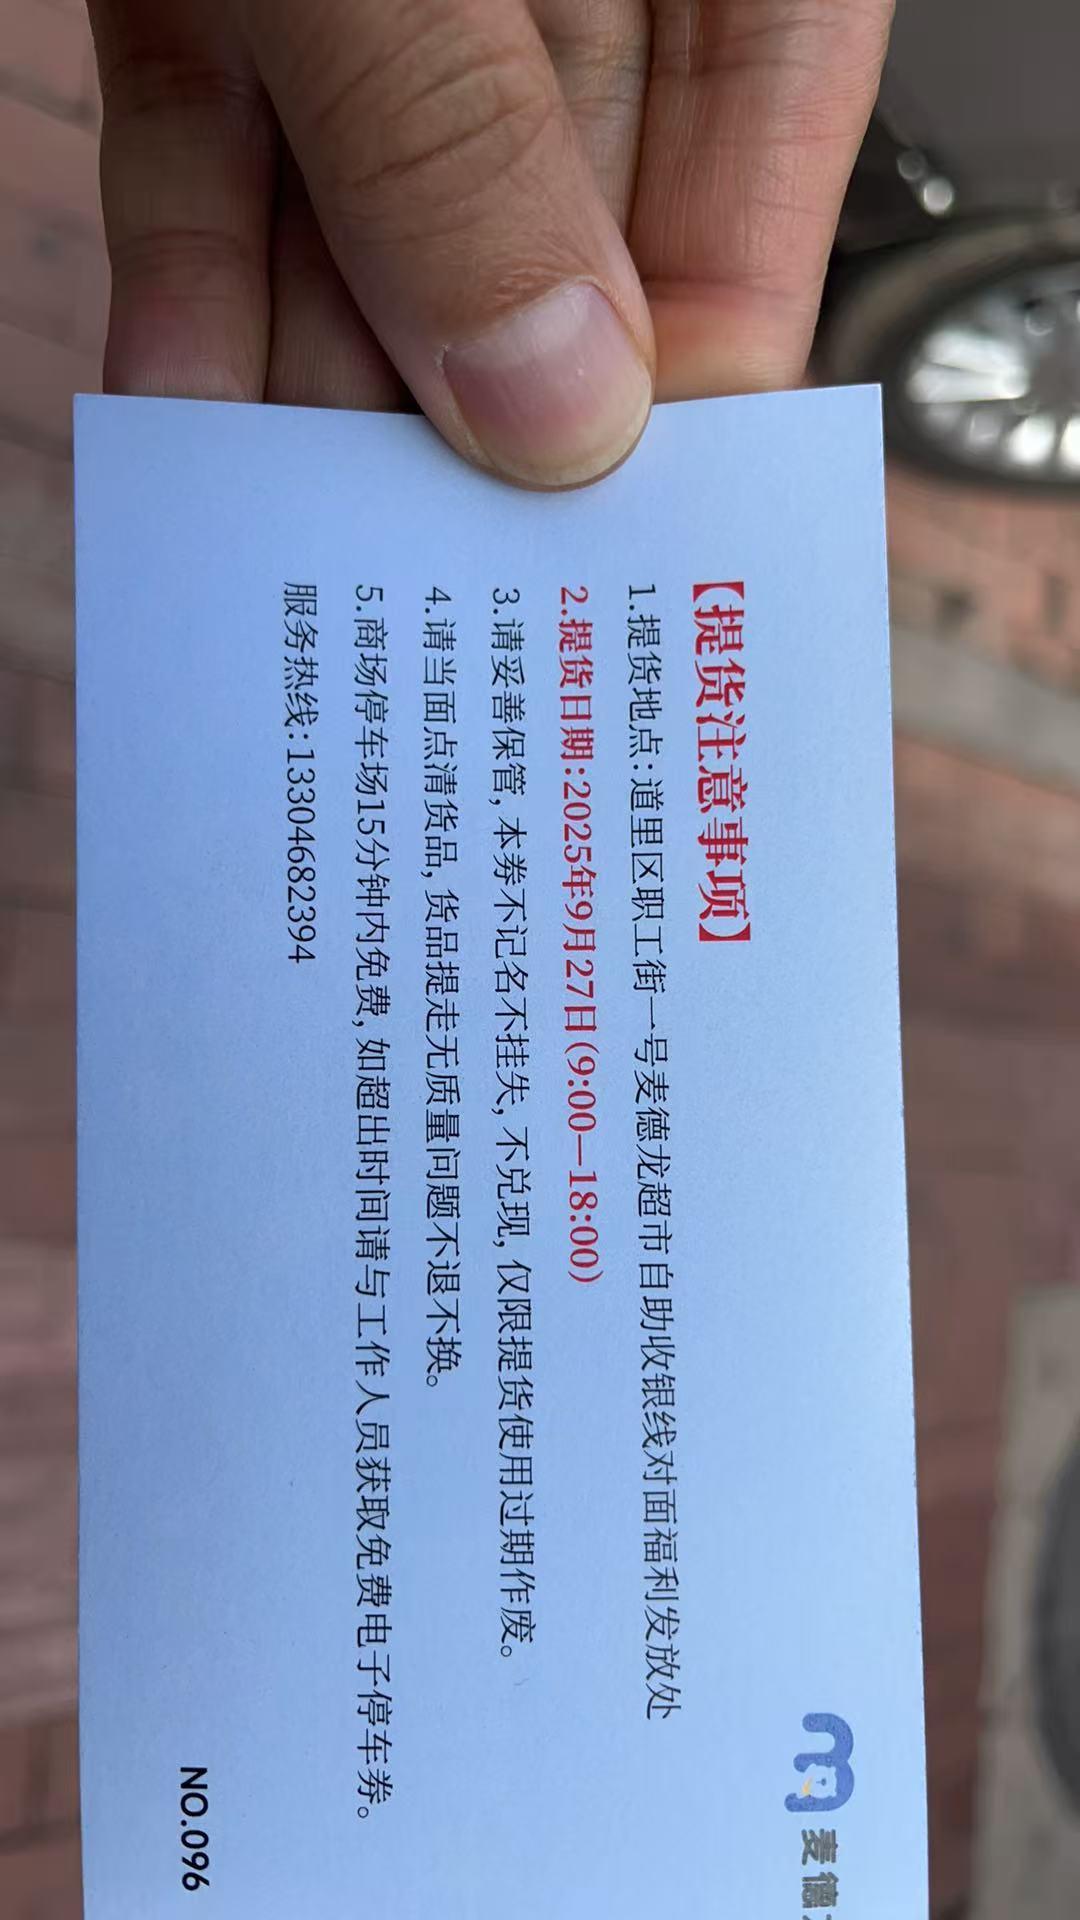 麦德
【提货注意事项】
1.提货地点:道里区职工街一号麦德龙超市自助收银线对面福利发放处
2.提货日期:2025年9月27日(9:00—18:00)
3.请妥善保管,本券不记名不挂失,不兑现,仅限提货使用过期作废。
4.请当面点清货品,货品提走无质量问题不退不换。
5.商场停车场15分钟内免费,如超出时间请与工作人员获取免费电子停车券。
服务热线:13304682394
NO.096